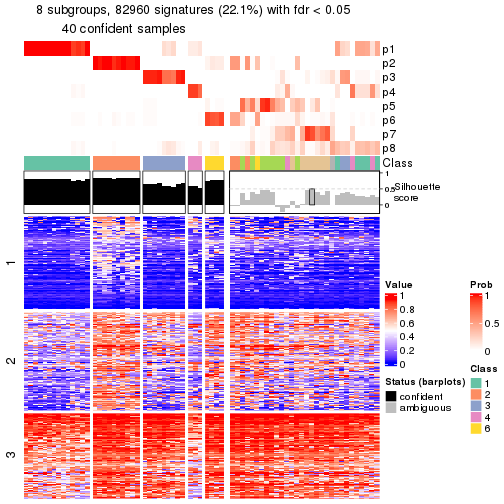 8 subgroups, 82960 signatures (22.1%) with fdr < 0.05
40 confident samples
p1
p2
p3
p4
p5
p6
p7
p8
Class
1
0.5
0
Silhouette
score
1
2
3
Value
1
0.8
0.6
0.4
0.2
0
Prob
1
0.5
0
Status (barplots)
confident
ambiguous
Class
1
2
3
4
6